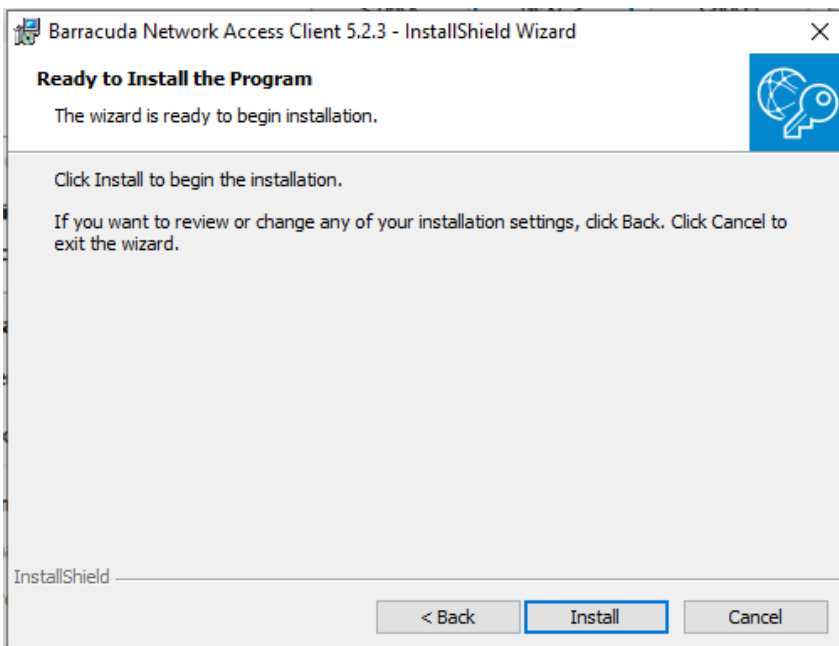 Barracuda Network Access Client 5.2.3 - InstallShield Wizard
Ready to Install the Program
The wizard is ready to begin installation.
Click Install to begin the installation.
If you want to review or change any of your installation settings, click Back. Click Cancel to
exit the wizard.
InstallShield
< Back
Install
Cancel